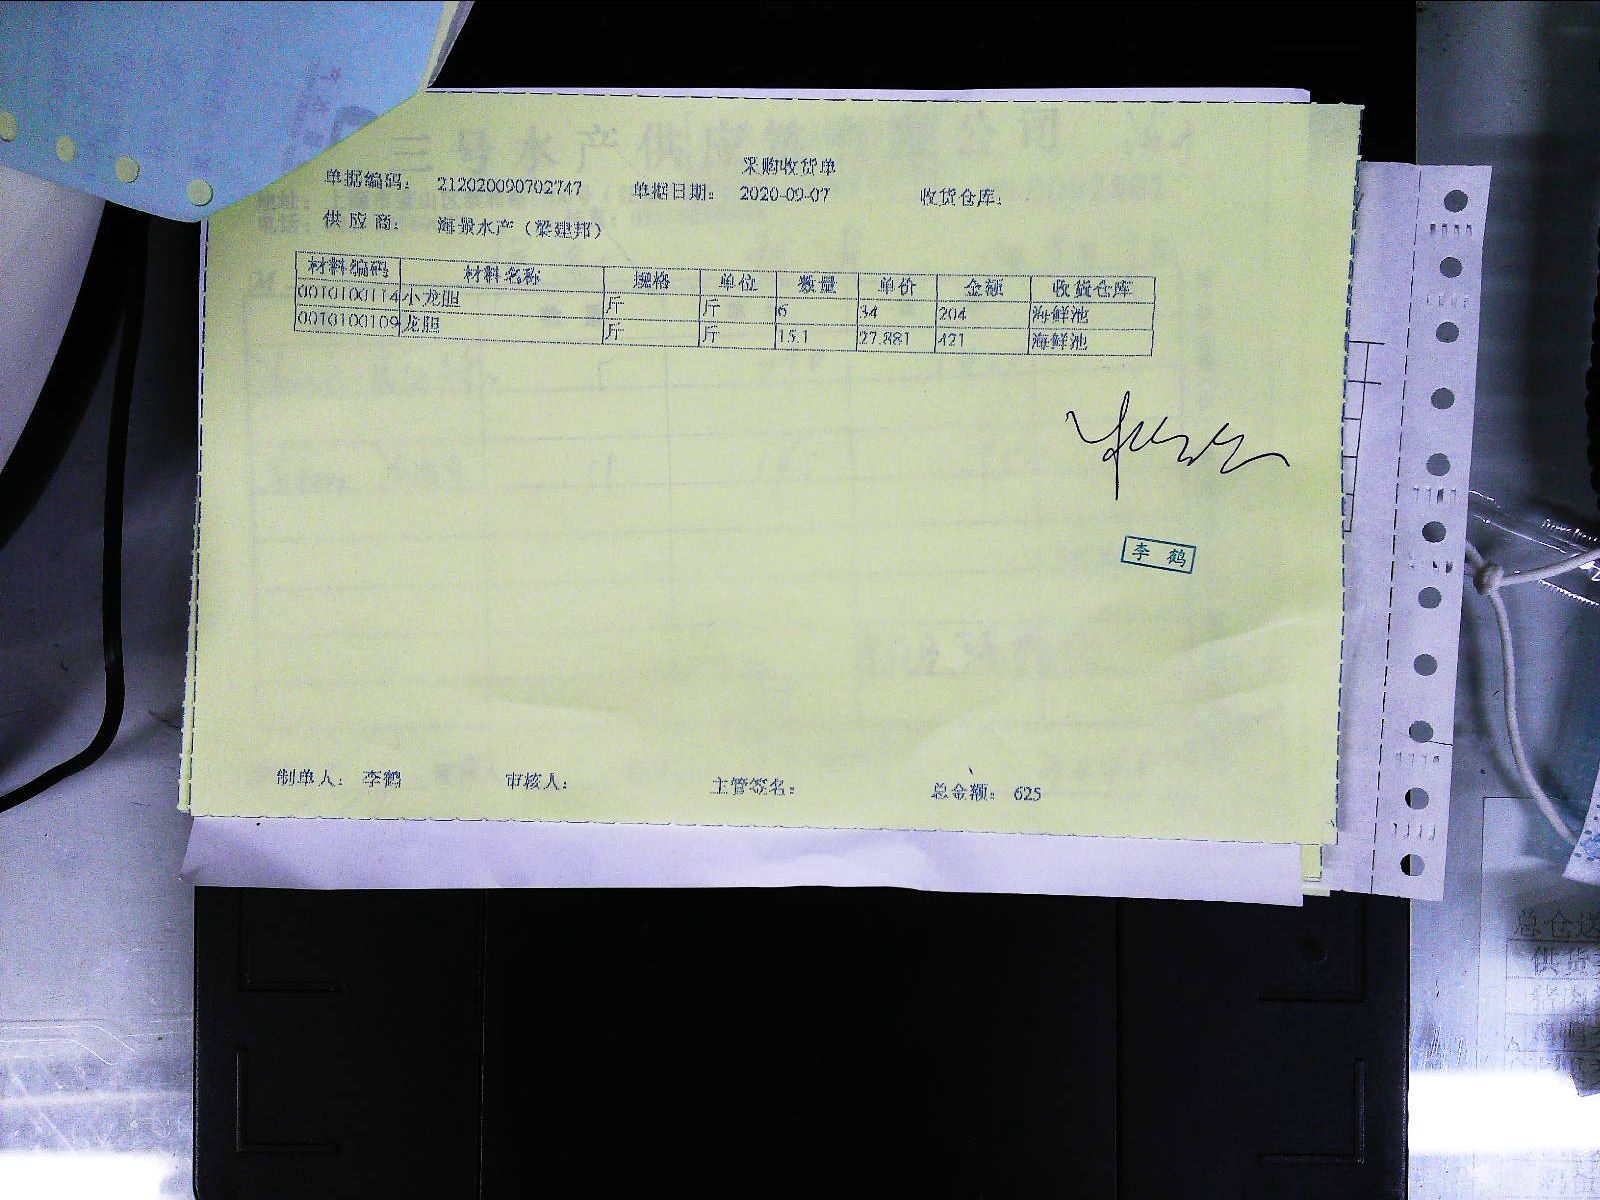 采购收货单
单据编码： 212020090702747 单据日期： 2020-09-07 收货仓库：
供应商： 海景水产（梁建邦）
材料编码 材料名称 规格 单位 数量 单价 金额 收货仓库
0010100114 小龙胆 斤 斤 6 34 204 海鲜池
0010100109 龙胆 斤 斤 15.1 27.881 421 海鲜池
李鹤
制单人： 李鹤 审核人： 主管签名： 总金额： 625
总仓送
供货